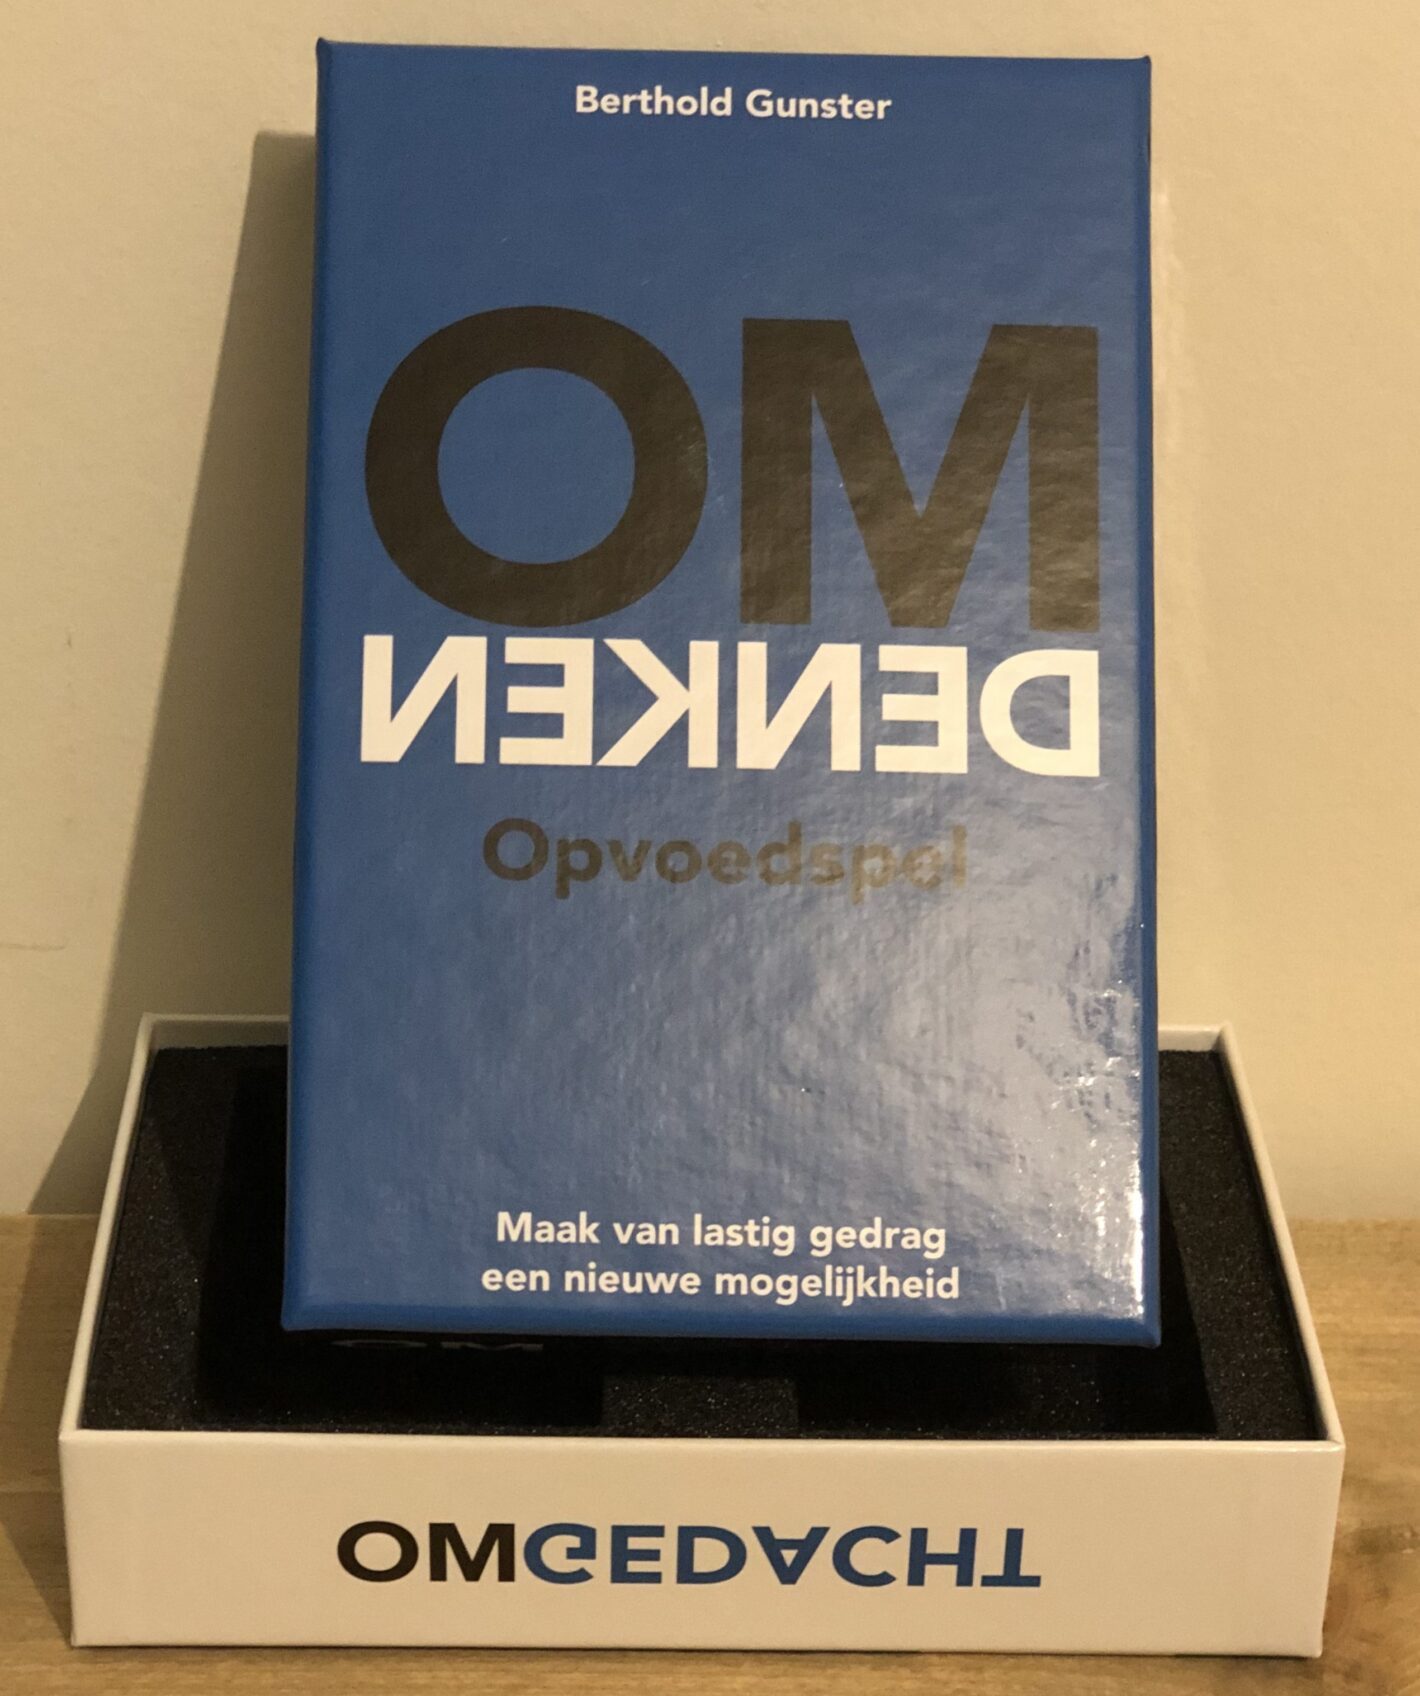 Berthold Gunster
OM
DENKEN
Opvoedspel
Maak van lastig gedrag
een nieuwe mogelijkheid
OMGEDACHT